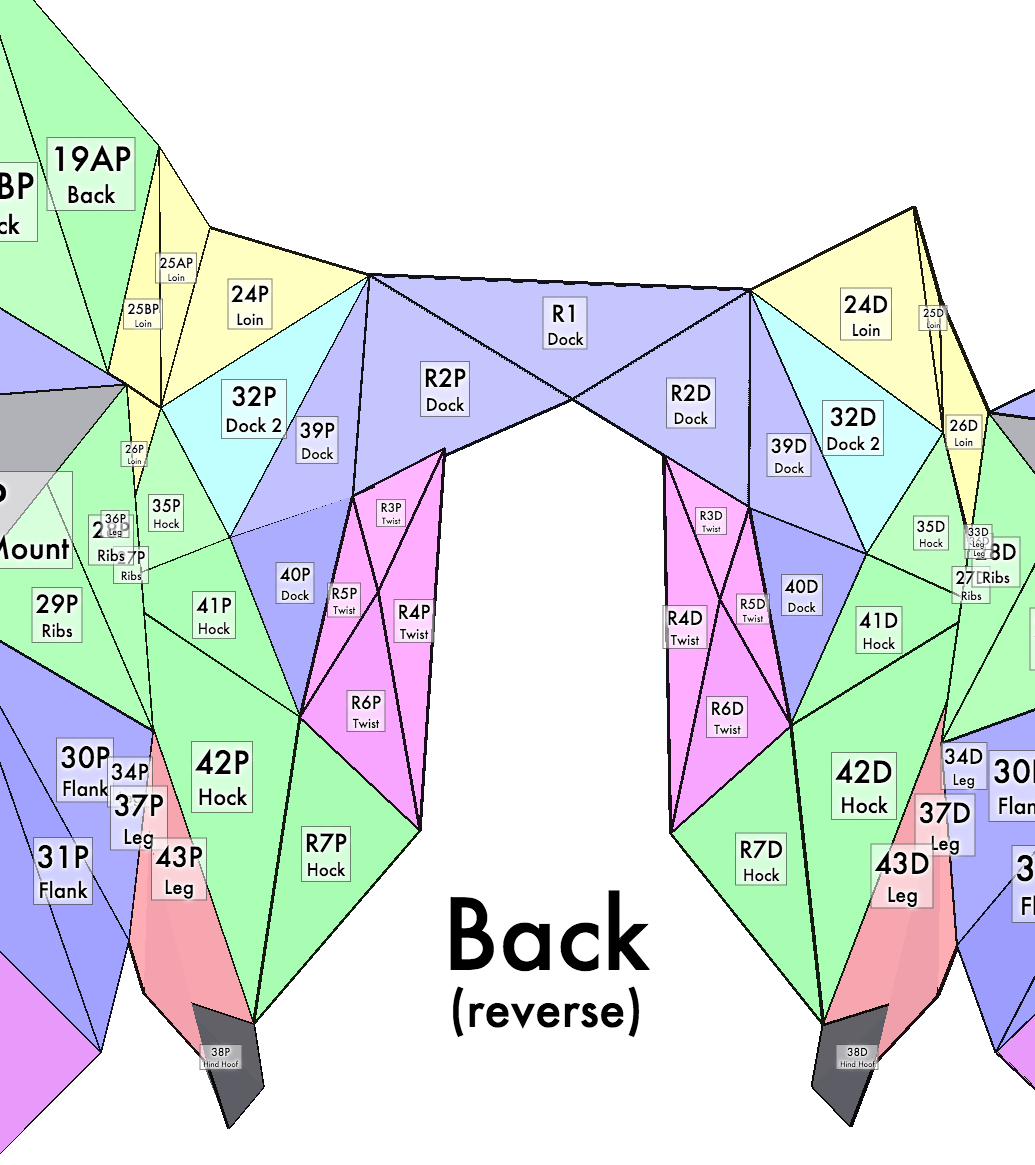 19AP
Back
BP
ck
25AP
Loin
25BP
Loin
24P
Loin
R1
Dock
24D
Loin
25D
Loin
R2P
Dock
R2D
Dock
32P
Dock 2
32D
Dock 2
39P
Dock
39D
Dock
26P
Loin
26D
Loin
P
Mount
35P
Hock
R3P
Twist
R3D
Twist
35D
Hock
36P
Leg
Ribs
27P
Ribs
33D
Leg
Leg
8D
Ribs
27D
Ribs
40P
Dock
R5P
Twist
R4P
Twist
R4D
Twist
R5D
Twist
40D
Dock
29P
Ribs
41P
Hock
41D
Hock
R6P
Twist
R6D
Twist
30P
Flank
34P
37P
Leg
42P
Hock
42D
Hock
34D
Leg
30
Flan
37D
Leg
31P
Flank
43P
Leg
R7P
Hock
R7D
Hock
43D
Leg
3
Fl
Back
(reverse)
38P
Hind Hoof
38D
Hind Hoof